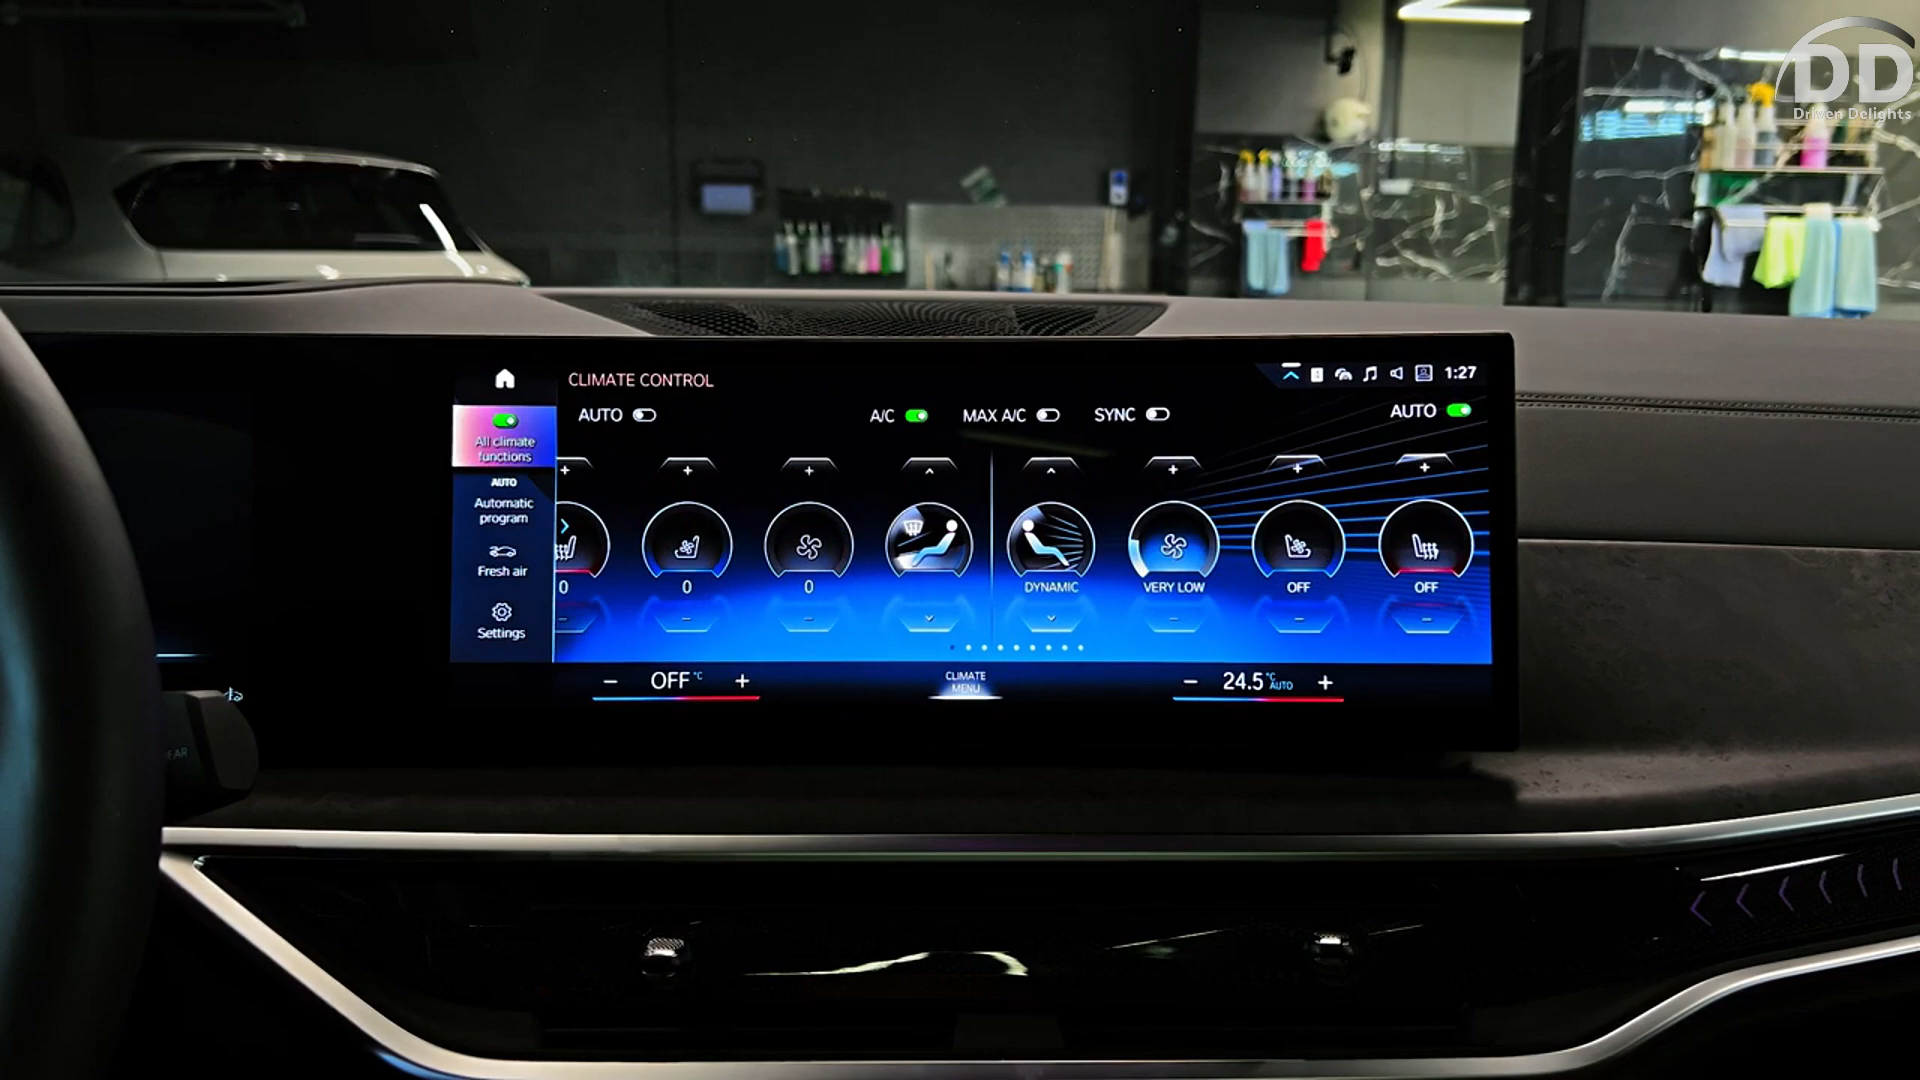 DD
Driven Delights
CLIMATE CONTROL
1:27
AUTO
A/C
MAX A/C
SYNC
AUTO
All climate
functions
AUTO
Automatic
program
Fresh air
Settings
+
+
+
+
+
+
0
0
0
DYNAMIC
VERY LOW
OFF
OFF
−
−
−
−
−
−
− OFF °C +
CLIMATE
MENU
− 24.5 °C AUTO +